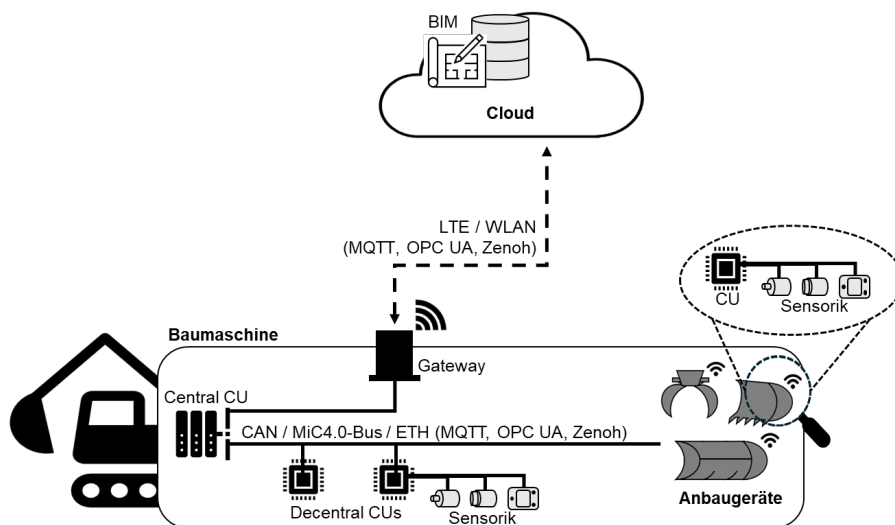 BIM
Cloud
LTE / WLAN
(MQTT, OPC UA, Zenoh)
CU
Sensorik
Baumaschine
Gateway
Central CU
CAN / MiC4.0-Bus / ETH (MQTT, OPC UA, Zenoh)
Decentral CUs
Sensorik
Anbaugeräte